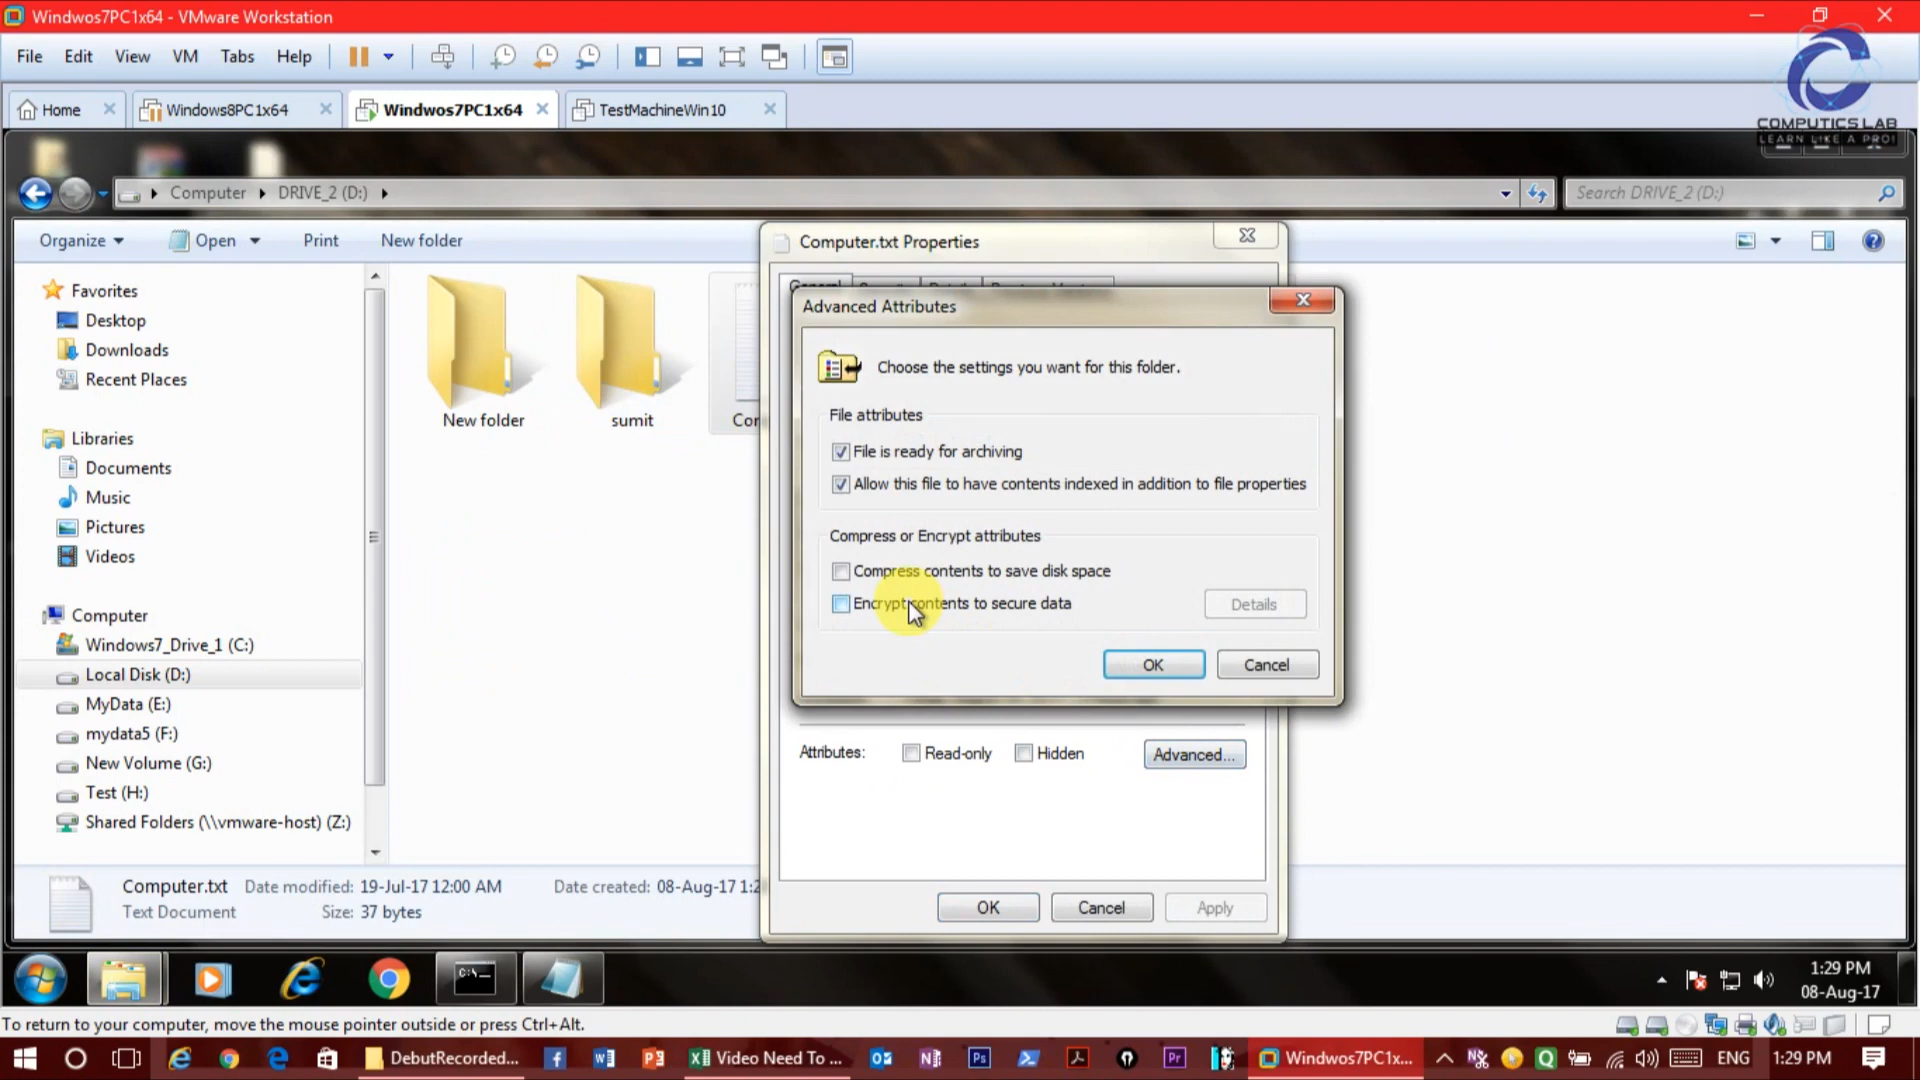 Windwos7PC1x64 - VMware Workstation
File Edit View VM Tabs Help
COMPUTICS LAB
LEARN LIKE A PRO!
Home Windows8PC1x64 Windwos7PC1x64 TestMachineWin10
Computer DRIVE_2 (D:) Search DRIVE_2 (D:)
Organize Open Print New folder
Favorites
Desktop
Downloads
Recent Places
Libraries
Documents
Music
Pictures
Videos
Computer
Windows7_Drive_1 (C:)
Local Disk (D:)
MyData (E:)
mydata5 (F:)
New Volume (G:)
Test (H:)
Shared Folders (\\vmware-host) (Z:)
New folder
sumit
Computer.txt Properties
General
Advanced Attributes
Choose the settings you want for this folder.
File attributes
File is ready for archiving
Allow this file to have contents indexed in addition to file properties
Compress or Encrypt attributes
Compress contents to save disk space
Encrypt contents to secure data Details
OK Cancel
Attributes: Read-only Hidden Advanced...
OK Cancel Apply
Computer.txt Date modified: 19-Jul-17 12:00 AM Date created: 08-Aug-17
Text Document Size: 37 bytes
1:29 PM
08-Aug-17
To return to your computer, move the mouse pointer outside or press Ctrl+Alt.
DebutRecorded... Video Need To ... Windwos7PC1x... ENG 1:29 PM